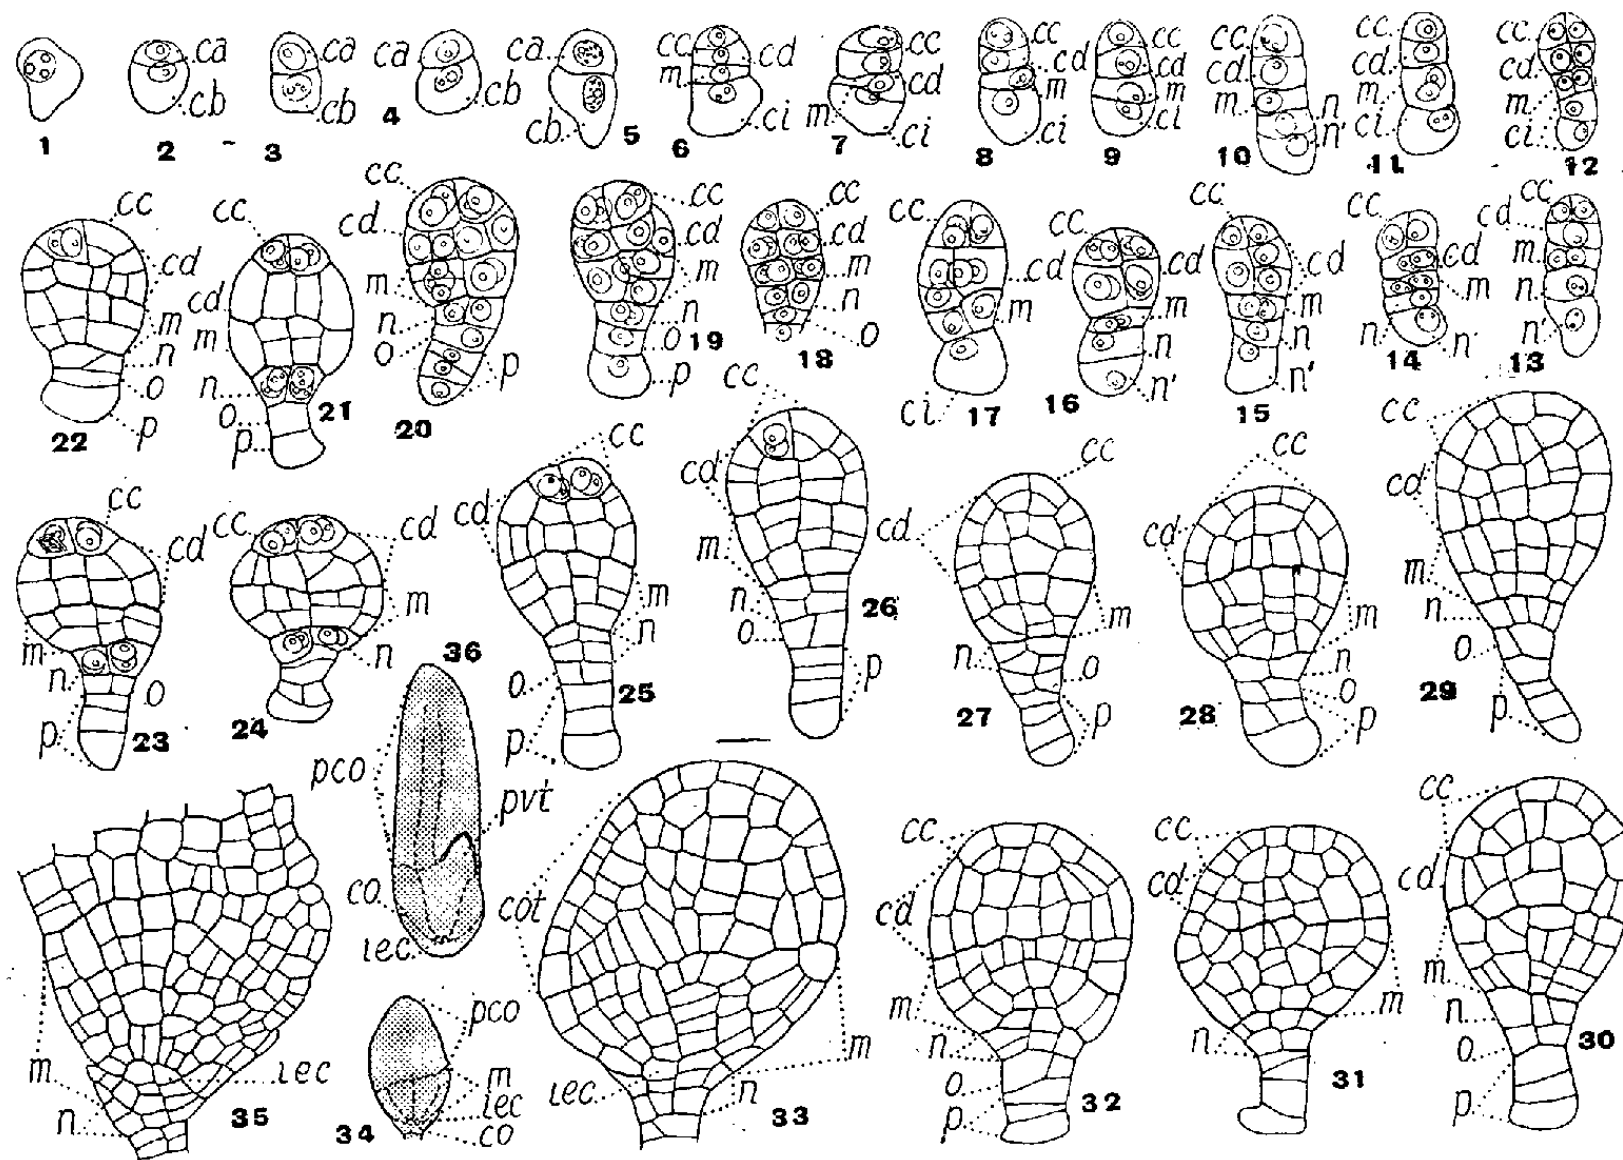 ca ca ca ca cc cd m ci cc cd m ci cc cd m ci cc cd m ci cc cd m n n' cc cd m ci cc cd m ci
cb cb cb cb
1 2 3 4 5 6 7 8 9 10 11 12
cc cd m n o p cc cd m n o p cc cd m n o p cc cd m n o p cc cd m n o cc cd m ci cc cd m n n' cc cd m n n' cc cd m n n cc cd m n n'
22 21 20 19 18 17 16 15 14 13
cc cd m n o p cc cd m n cc cd m n o p cc cd m n o p cc cd m n o p cc cd m n o p cc cd m n o p
23 24 25 26 27 28 29
36
pco pvt co iec
m n iec
35
pco m iec co
34
cot iec m n
33
cc cd m n o p
32
cc cd m n
31
cc cd m n o p
30